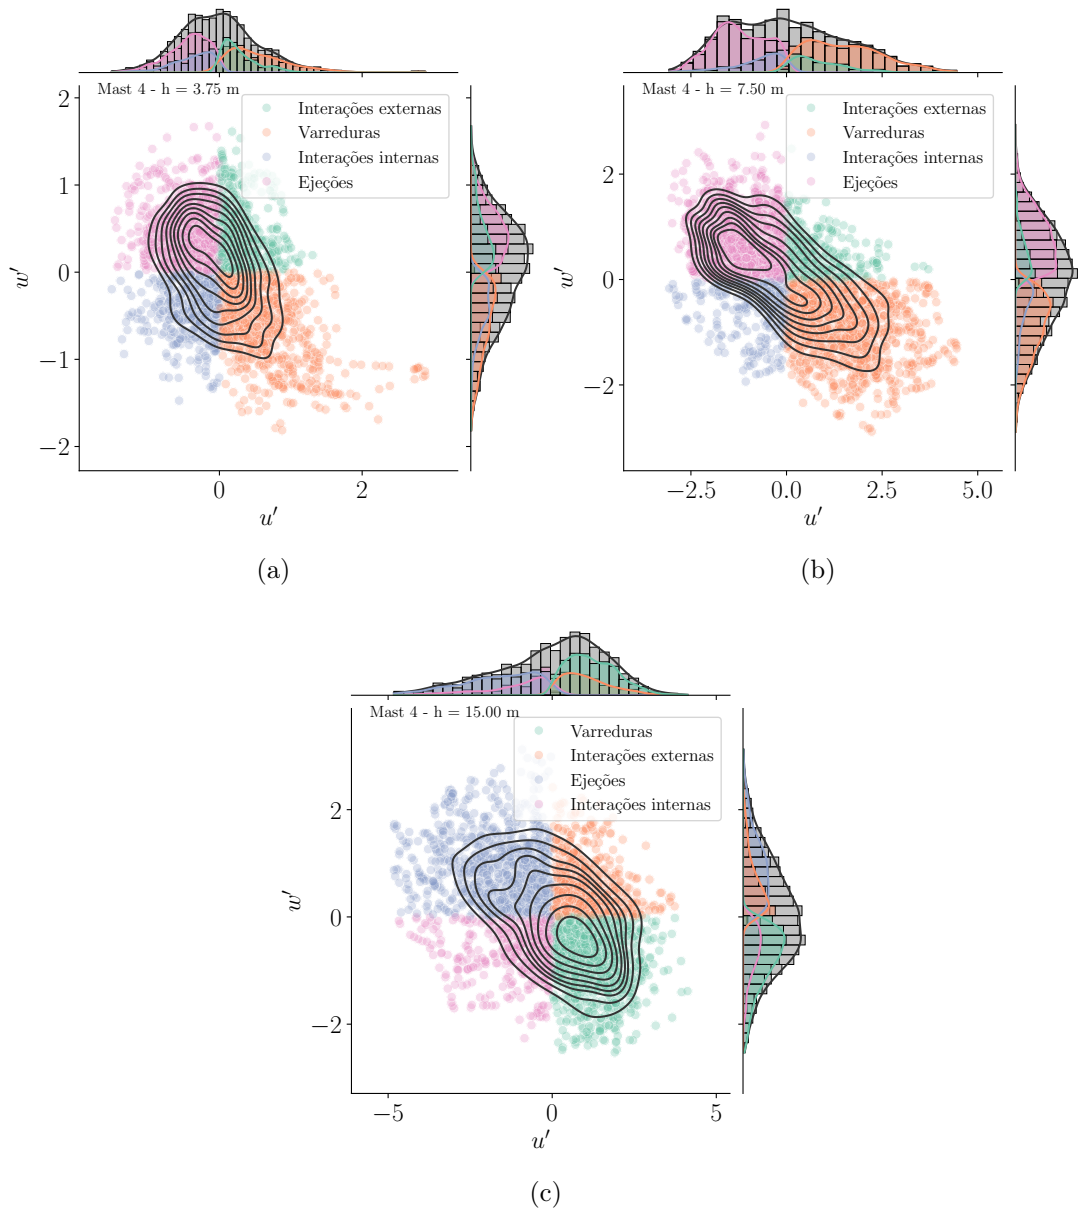 Mast 4 - h = 3.75 m
Interações externas
Varreduras
Interações internas
Ejeções
2
1
0
−1
−2
w′
0
2
u′
(a)
Mast 4 - h = 7.50 m
Interações externas
Varreduras
Interações internas
Ejeções
2
0
−2
w′
−2.5
0.0
2.5
5.0
u′
(b)
Mast 4 - h = 15.00 m
Varreduras
Interações externas
Ejeções
Interações internas
2
0
−2
w′
−5
0
5
u′
(c)